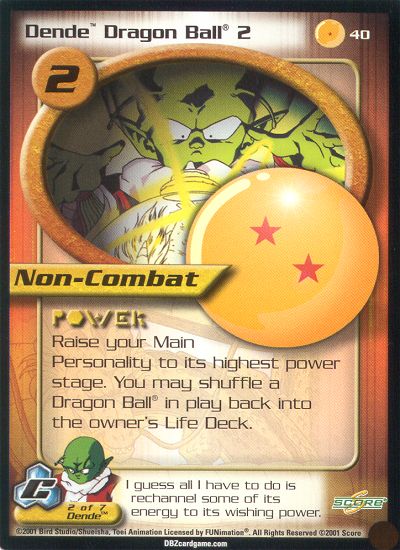 Dende™ Dragon Ball® 2
40
2
Non-Combat
POWER
Raise your Main
Personality to its highest power
stage. You may shuffle a
Dragon Ball® in play back into
the owner's Life Deck.
C
2 of 7
Dende™
I guess all I have to do is
rechannel some of its
energy to its wishing power.
SCORE
©2001 Bird Studio/Shueisha, Toei Animation Licensed by FUNimation®. All Rights Reserved ©2001 Score
DBZcardgame.com